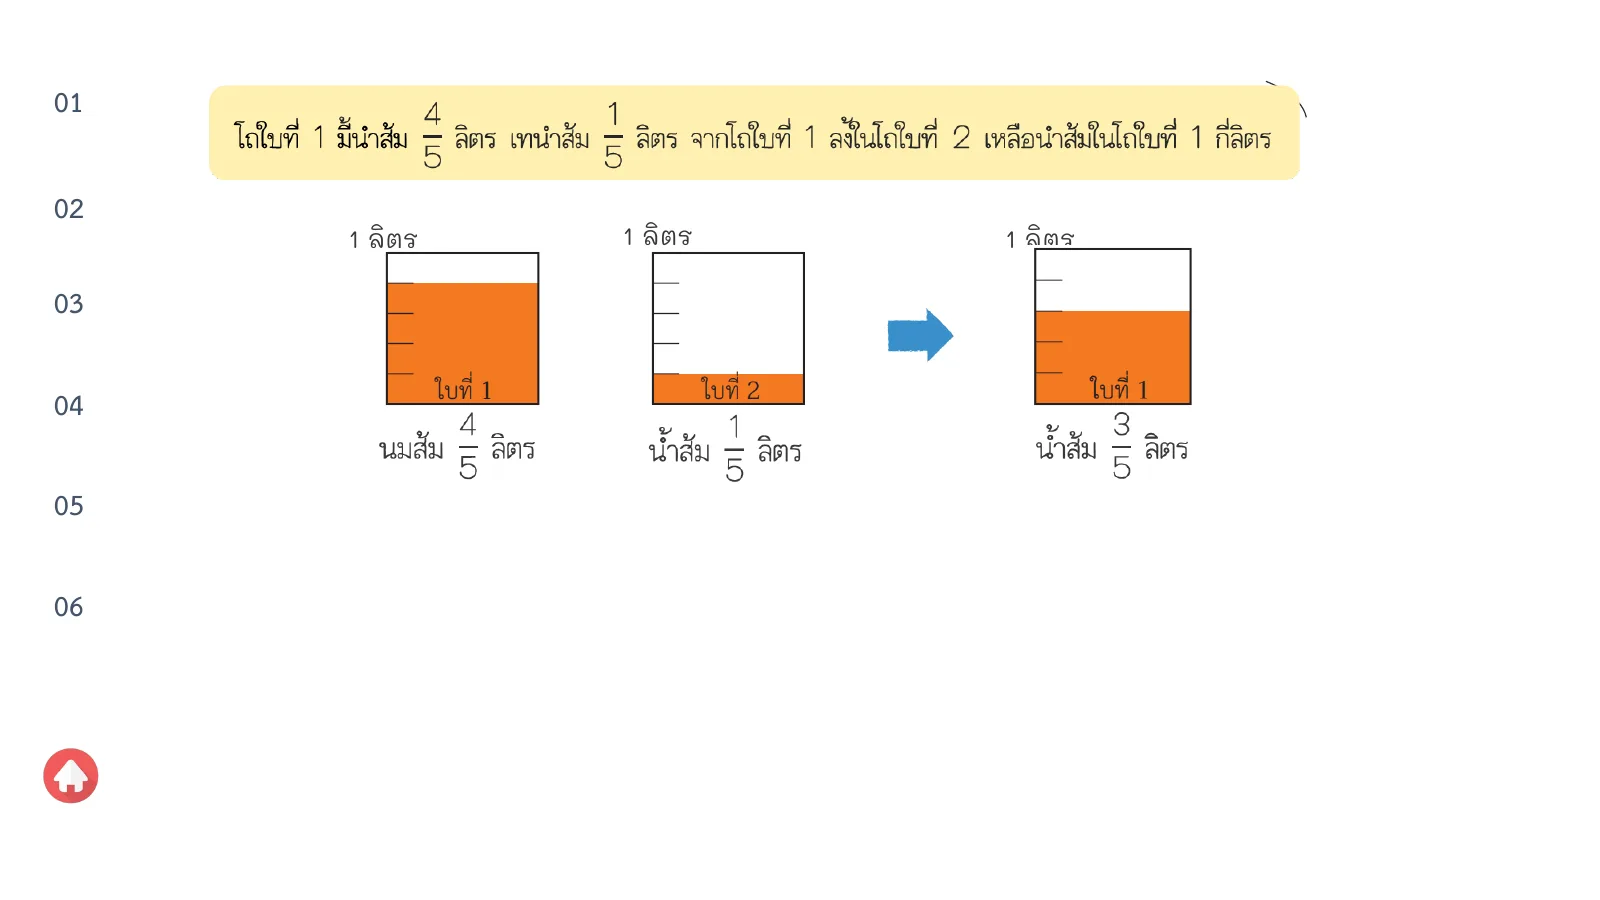 01
โถใบที่ 1 มี้นำส้ม 4/5 ลิตร เทนำส้ม 1/5 ลิตร จากโถใบที่ 1 ลงั้ในโถใบที่ 2 เหลือนำส้มในโถใบที่ 1 กี่ลิตร
02
1 ลิตร 1 ลิตร 1 ลิตร
03
ใบที่ 1 ใบที่ 2 ใบที่ 1
04
นมส้ม 4/5 ลิตร น้ำส้ม 1/5 ลิตร น้ำส้ม 3/5 ลิตร
05
06